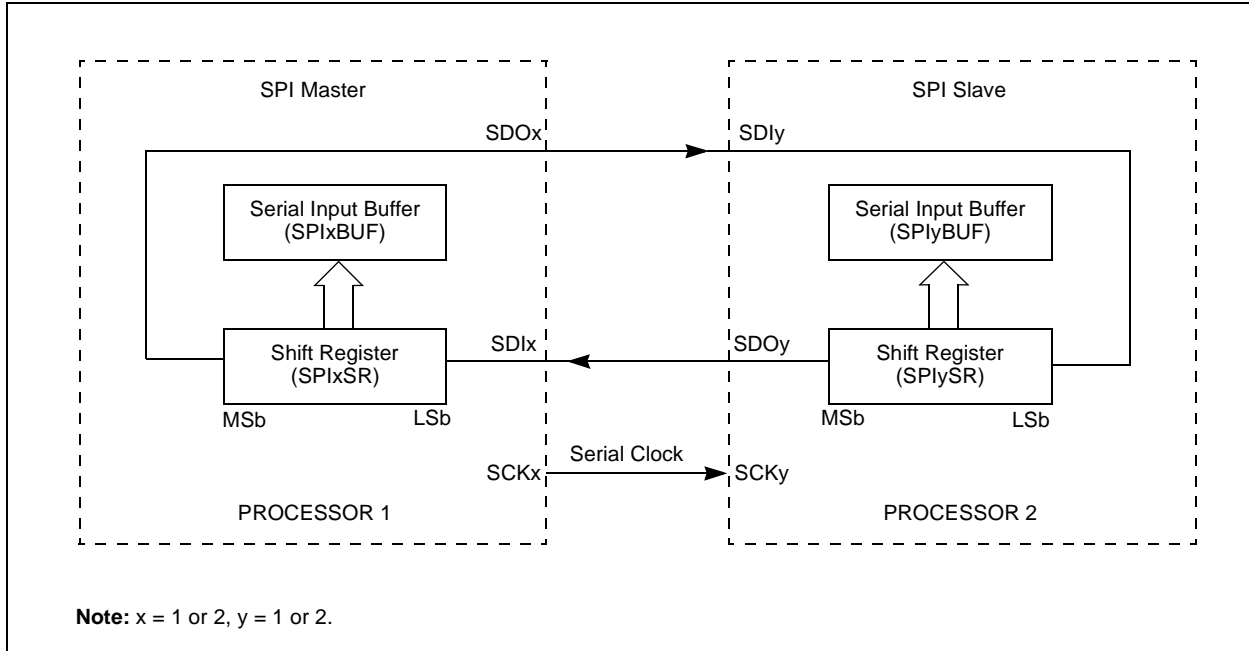 SPI Master
SPI Slave
SDOx
SDIy
Serial Input Buffer
(SPIxBUF)
Serial Input Buffer
(SPIyBUF)
Shift Register
(SPIxSR)
SDIx
SDOy
Shift Register
(SPIySR)
MSb
LSb
MSb
LSb
Serial Clock
SCKx
SCKy
PROCESSOR 1
PROCESSOR 2
Note: x = 1 or 2, y = 1 or 2.